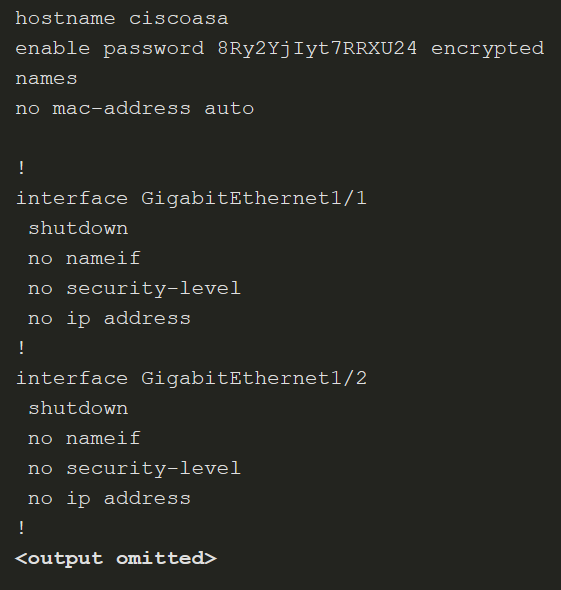 hostname ciscoasa
enable password 8Ry2YjIyt7RRXU24 encrypted
names
no mac-address auto
!
interface GigabitEthernet1/1
shutdown
no nameif
no security-level
no ip address
!
interface GigabitEthernet1/2
shutdown
no nameif
no security-level
no ip address
!
<output omitted>